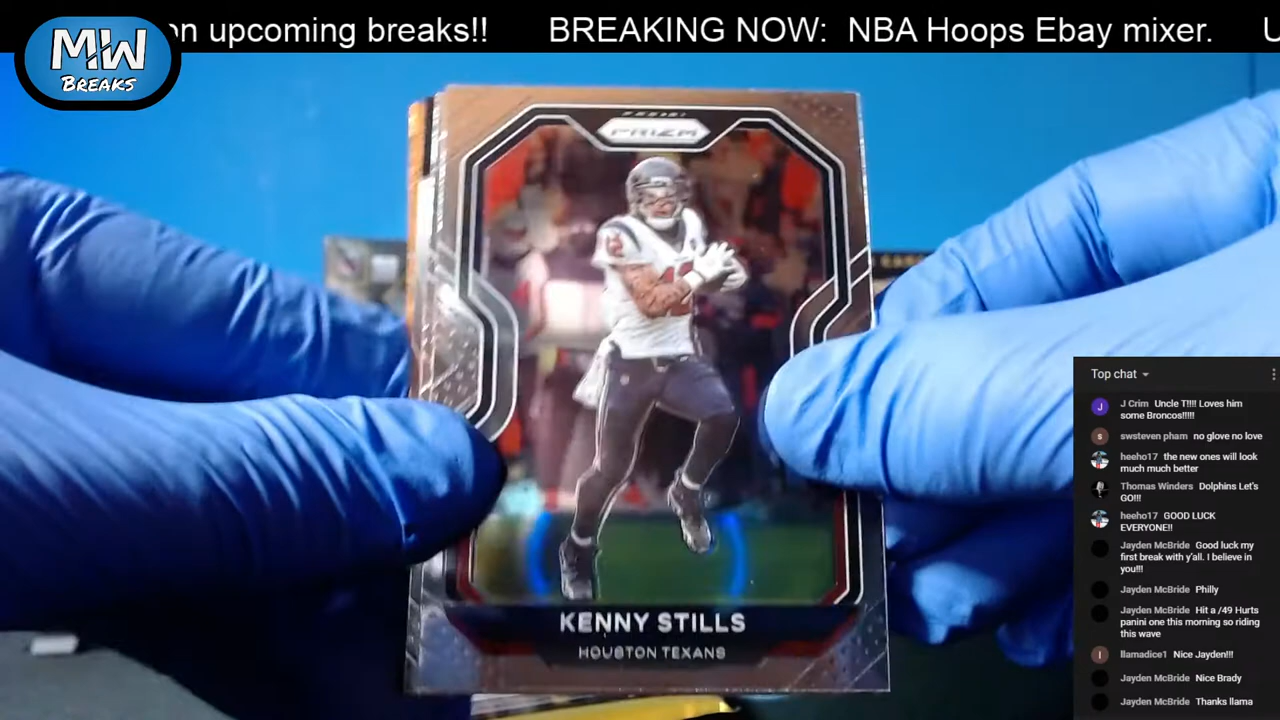 on upcoming breaks!! BREAKING NOW: NBA Hoops Ebay mixer. U
MW
BREAKS
PANINI
PRIZM
12
KENNY STILLS
HOUSTON TEXANS
Top chat
J J Crim Uncle T!!!! Loves him
some Broncos!!!!!
s swsteven pham no glove no love
heeho17 the new ones will look
much much better
Thomas Winders Dolphins Let's
GO!!!
heeho17 GOOD LUCK
EVERYONE!!
Jayden McBride Good luck my
first break with y'all. I believe in
you!!!
Jayden McBride Philly
Jayden McBride Hit a /49 Hurts
panini one this morning so riding
this wave
l llamadice1 Nice Jayden!!!
Jayden McBride Nice Brady
Jayden McBride Thanks llama